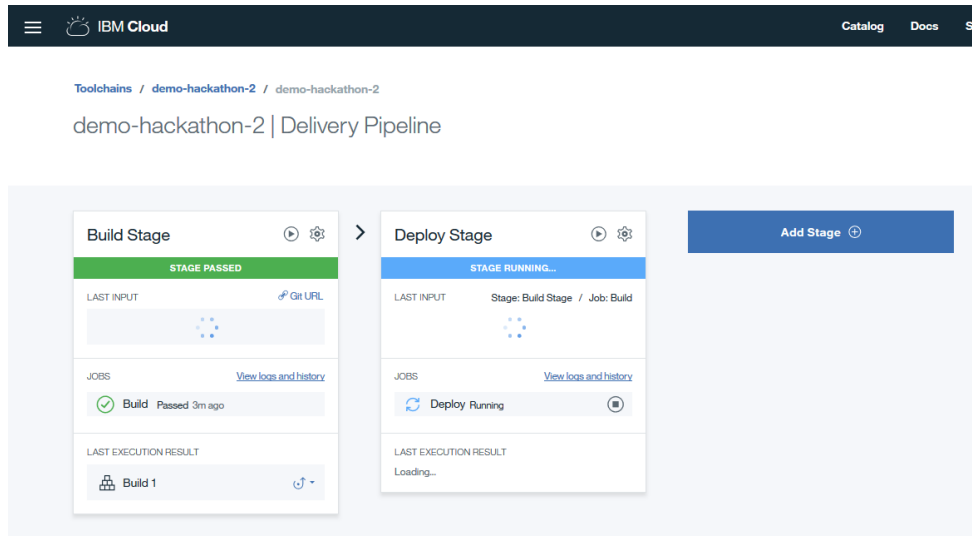 IBM Cloud
Catalog Docs S
Toolchains / demo-hackathon-2 / demo-hackathon-2
demo-hackathon-2 | Delivery Pipeline
Build Stage
STAGE PASSED
LAST INPUT Git URL
JOBS View logs and history
Build Passed 3m ago
LAST EXECUTION RESULT
Build 1
Deploy Stage
STAGE RUNNING...
LAST INPUT Stage: Build Stage / Job: Build
JOBS View logs and history
Deploy Running
LAST EXECUTION RESULT
Loading...
Add Stage